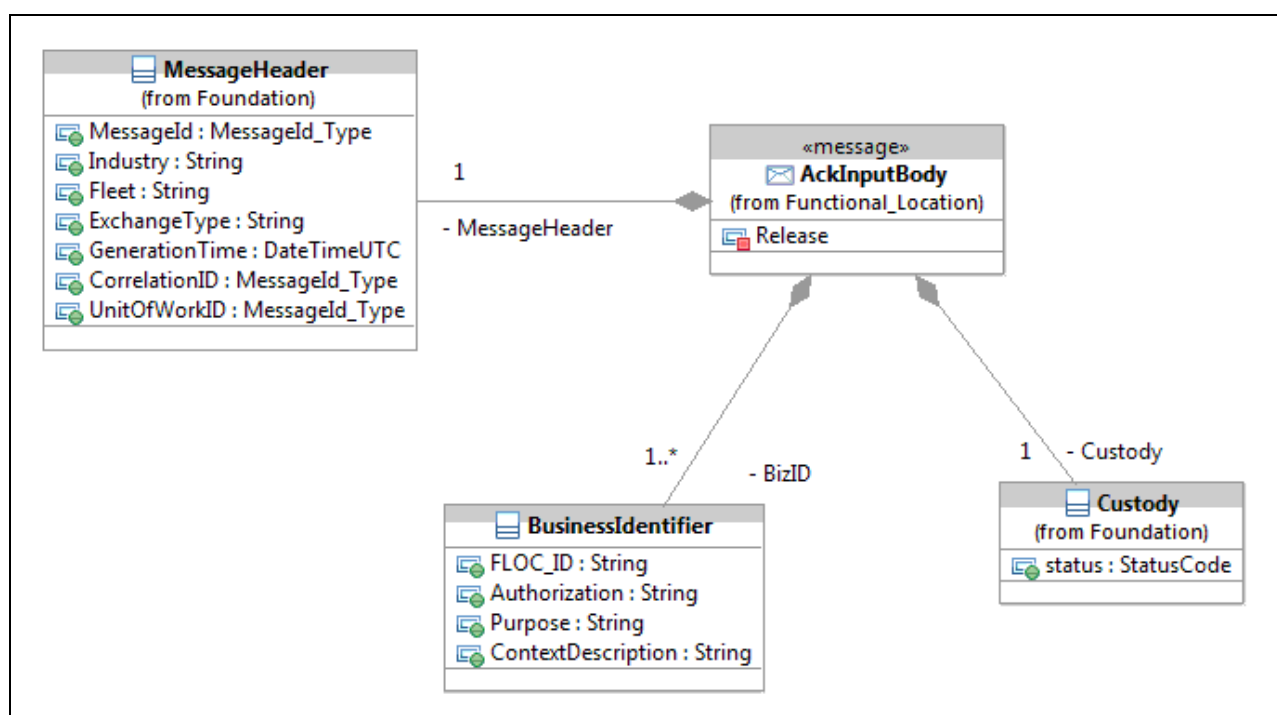 MessageHeader
(from Foundation)
MessageId : MessageId_Type
Industry : String
Fleet : String
ExchangeType : String
GenerationTime : DateTimeUTC
CorrelationID : MessageId_Type
UnitOfWorkID : MessageId_Type
1
- MessageHeader
«message»
AckInputBody
(from Functional_Location)
Release
1..*
- BizID
1
- Custody
BusinessIdentifier
FLOC_ID : String
Authorization : String
Purpose : String
ContextDescription : String
Custody
(from Foundation)
status : StatusCode